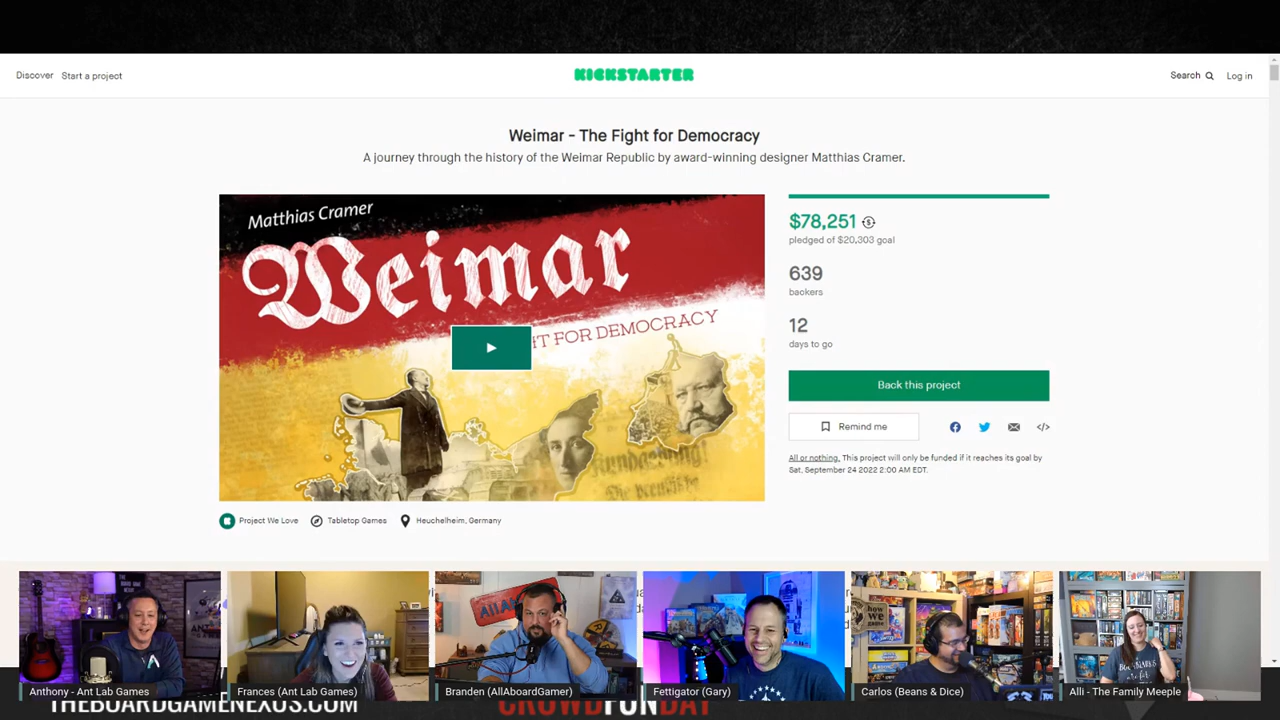 Discover Start a project KICKSTARTER Search Log in
Weimar - The Fight for Democracy
A journey through the history of the Weimar Republic by award-winning designer Matthias Cramer.
Matthias Cramer
Weimar
HT FOR DEMOCRACY
$78,251
pledged of $20,303 goal
639
backers
12
days to go
Back this project
Remind me
All or nothing. This project will only be funded if it reaches its goal by
Sat, September 24 2022 2:00 AM EDT.
Project We Love Tabletop Games Heuchelheim, Germany
how
we
Anthony - Ant Lab Games Frances (Ant Lab Games) Branden (AllAboardGamer) Fettigator (Gary) Carlos (Beans & Dice) Alli - The Family Meeple
THEBOARDGAMENEXUS.COM CROWDFUNDAY